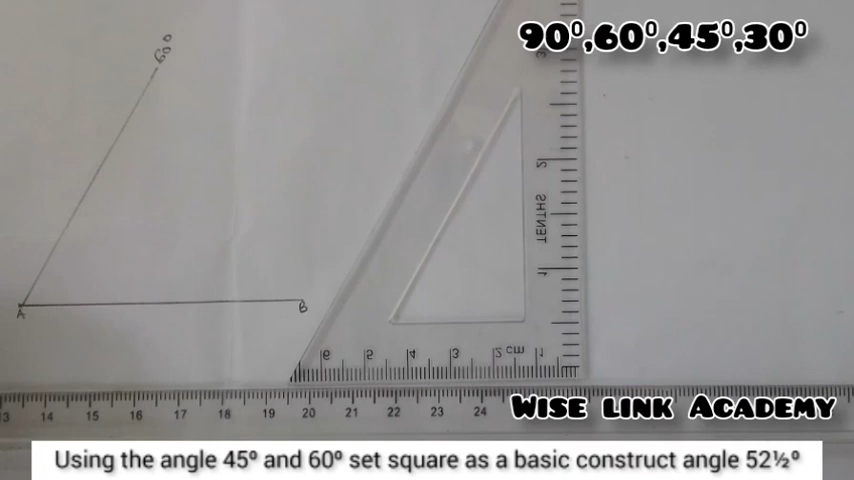 90⁰,60⁰,45⁰,30⁰
60⁰
A
B
3
2
TENTHS
1
6 5 4 3 2 cm 1
13 14 15 16 17 18 19 20 21 22 23 24
WISE LINK ACADEMY
Using the angle 45º and 60º set square as a basic construct angle 52½º